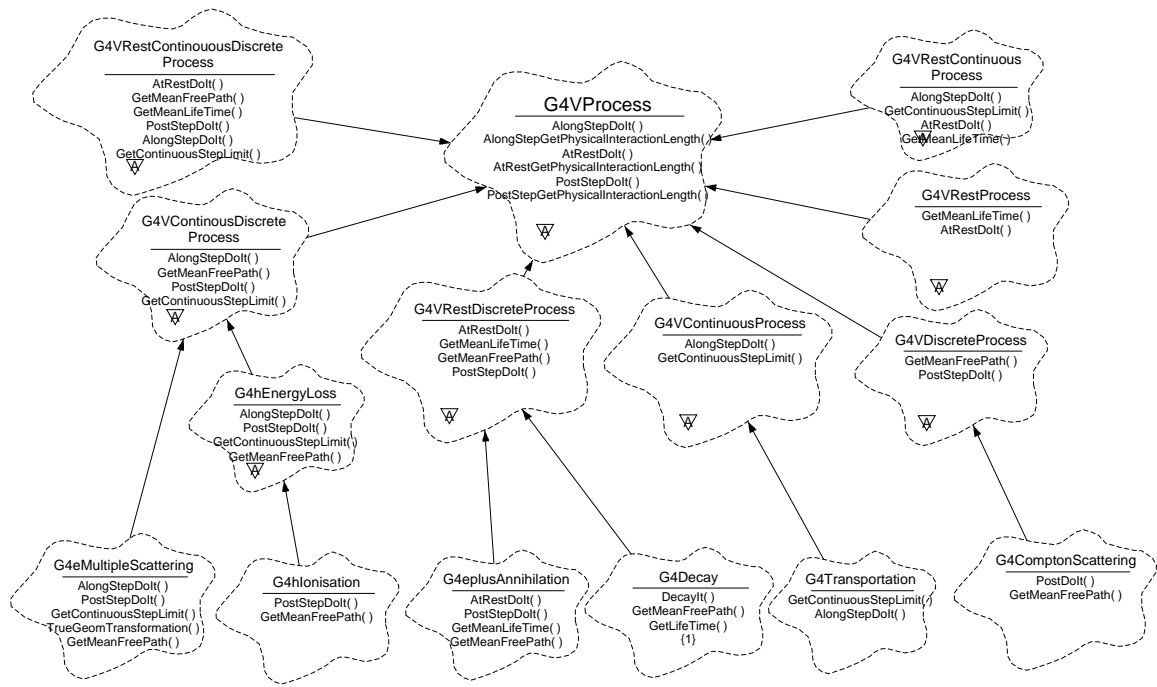 G4VRestContinouousDiscrete
Process
AtRestDoIt( )
GetMeanFreePath( )
GetMeanLifeTime( )
PostStepDoIt( )
AlongStepDoIt( )
GetContinuousStepLimit( )
A
G4VProcess
AlongStepDoIt( )
AlongStepGetPhysicalInteractionLength( )
AtRestDoIt( )
AtRestGetPhysicalInteractionLength( )
PostStepDoIt( )
PostStepGetPhysicalInteractionLength( )
A
G4VRestContinuous
Process
AlongStepDoIt( )
GetContinuousStepLimit( )
AtRestDoIt( )
GetMeanLifeTime( )
A
G4VRestProcess
GetMeanLifeTime( )
AtRestDoIt( )
A
G4VContinousDiscrete
Process
AlongStepDoIt( )
GetMeanFreePath( )
PostStepDoIt( )
GetContinuousStepLimit( )
A
G4VRestDiscreteProcess
AtRestDoIt( )
GetMeanLifeTime( )
GetMeanFreePath( )
PostStepDoIt( )
A
G4VContinuousProcess
AlongStepDoIt( )
GetContinuousStepLimit( )
A
G4VDiscreteProcess
GetMeanFreePath( )
PostStepDoIt( )
A
G4hEnergyLoss
AlongStepDoIt( )
PostStepDoIt( )
GetContinuousStepLimit( )
GetMeanFreePath( )
A
G4eMultipleScattering
AlongStepDoIt( )
PostStepDoIt( )
GetContinuousStepLimit( )
TrueGeomTransformation( )
GetMeanFreePath( )
G4hIonisation
PostStepDoIt( )
GetMeanFreePath( )
G4eplusAnnihilation
AtRestDoIt( )
PostStepDoIt( )
GetMeanLifeTime( )
GetMeanFreePath( )
G4Decay
DecayIt( )
GetMeanFreePath( )
GetLifeTime( )
{1}
G4Transportation
GetContinuousStepLimit( )
AlongStepDoIt( )
G4ComptonScattering
PostDoIt( )
GetMeanFreePath( )